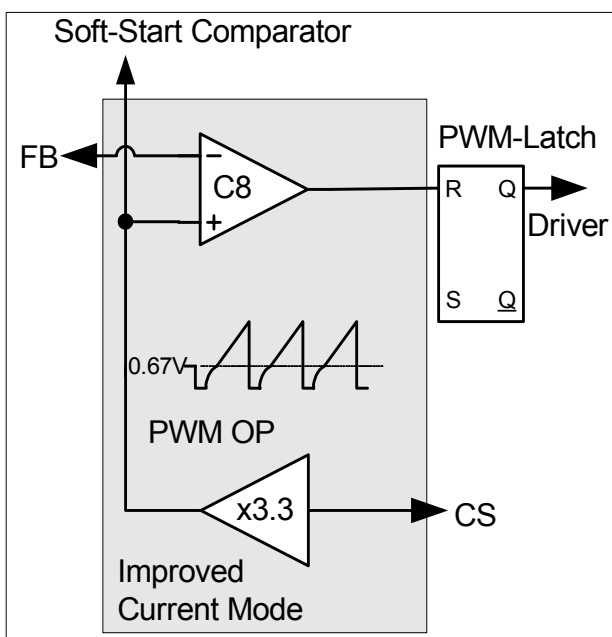 Soft-Start Comparator
FB
PWM-Latch
−
C8
+
R Q
Driver
S Q
0.67V
PWM OP
x3.3
CS
Improved
Current Mode